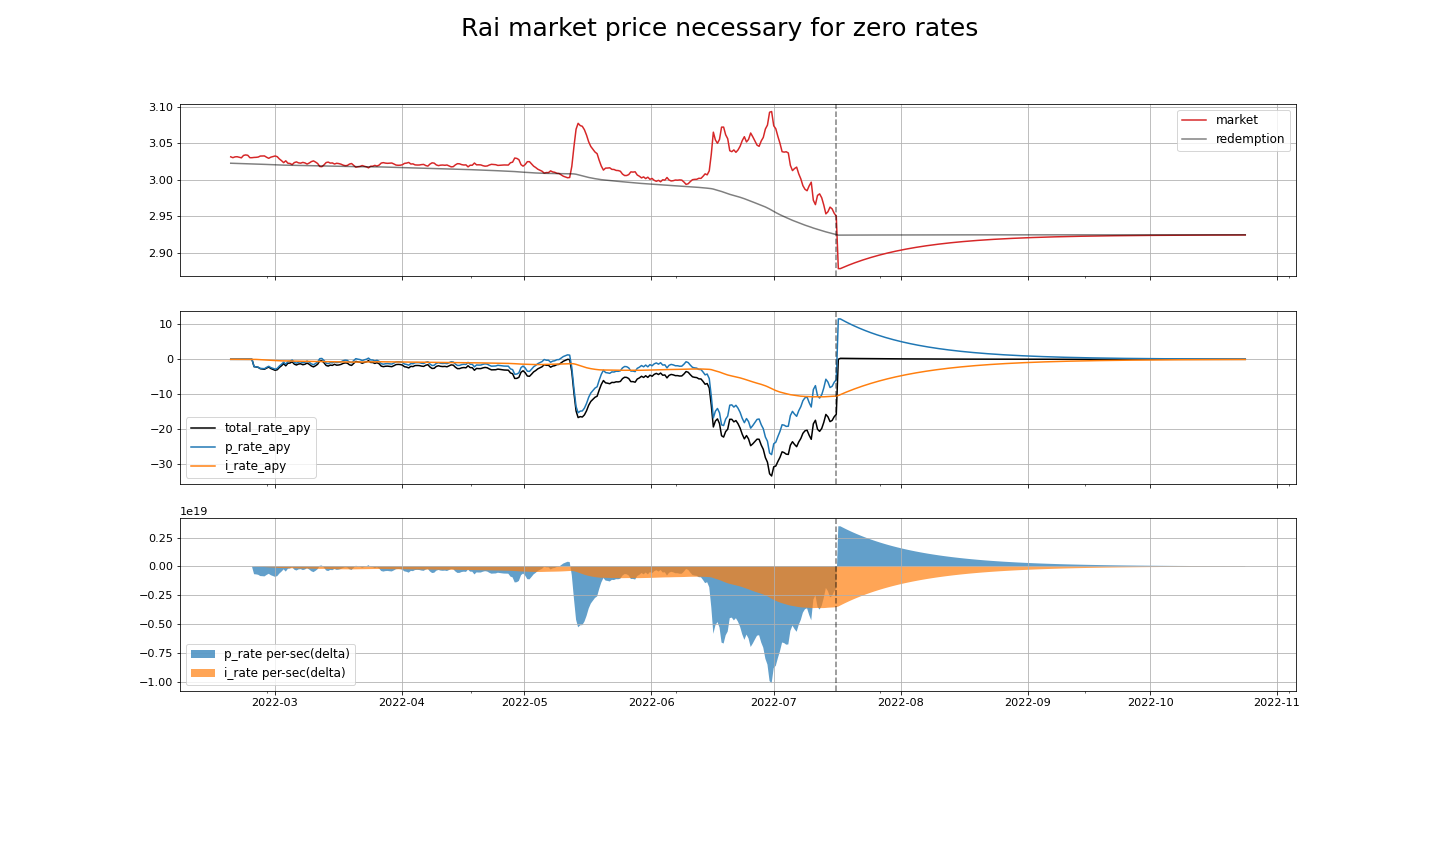 Rai market price necessary for zero rates
3.10
3.05
3.00
2.95
2.90
market
redemption
10
0
−10
−20
−30
total_rate_apy
p_rate_apy
i_rate_apy
1e19
0.25
0.00
−0.25
−0.50
−0.75
−1.00
p_rate per-sec(delta)
i_rate per-sec(delta)
2022-03 2022-04 2022-05 2022-06 2022-07 2022-08 2022-09 2022-10 2022-11